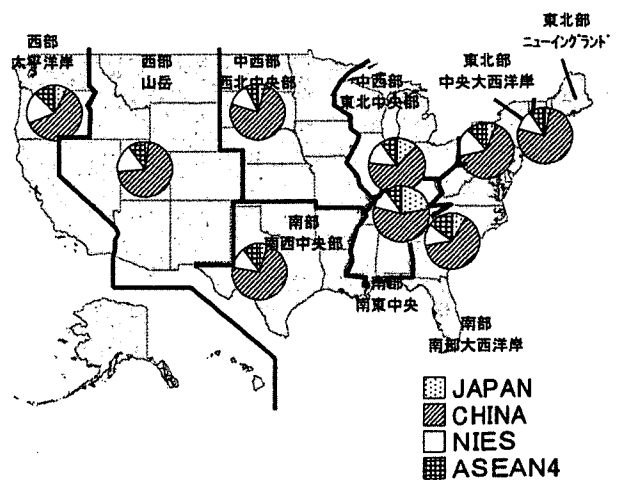 東北部
ニューイングランド
西部
太平洋岸
西部
山岳
中西部
西北中央部
中西部
東北中央部
東北部
中央大西洋岸
南部
南西中央部
南部
南東中央
南部
南部大西洋岸
JAPAN
CHINA
NIES
ASEAN4